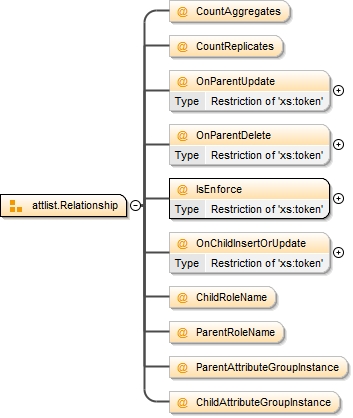 @ CountAggregates
@ CountReplicates
@ OnParentUpdate
Type Restriction of 'xs:token'
@ OnParentDelete
Type Restriction of 'xs:token'
attlist.Relationship
@ IsEnforce
Type Restriction of 'xs:token'
@ OnChildInsertOrUpdate
Type Restriction of 'xs:token'
@ ChildRoleName
@ ParentRoleName
@ ParentAttributeGroupInstance
@ ChildAttributeGroupInstance